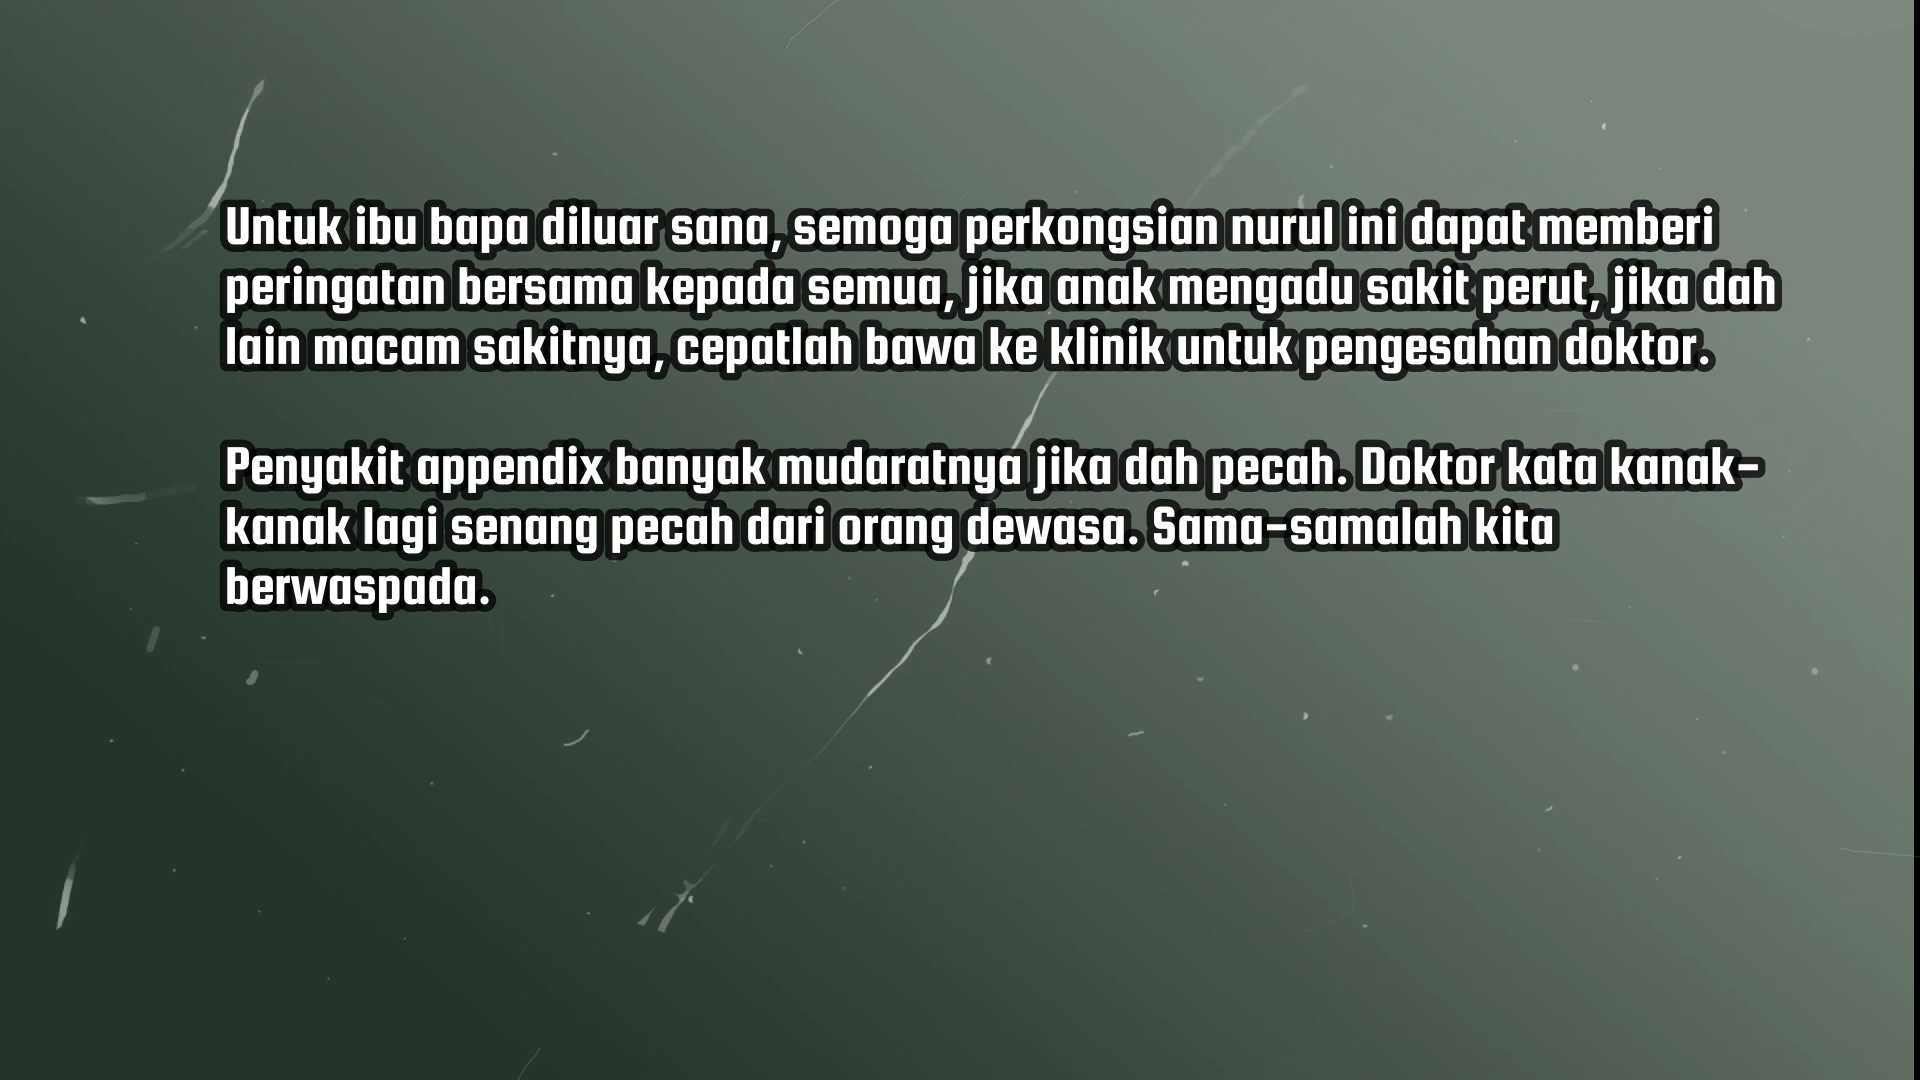 Untuk ibu bapa diluar sana, semoga perkongsian nurul ini dapat memberi
peringatan bersama kepada semua, jika anak mengadu sakit perut, jika dah
lain macam sakitnya, cepatlah bawa ke klinik untuk pengesahan doktor.
Penyakit appendix banyak mudaratnya jika dah pecah. Doktor kata kanak-
kanak lagi senang pecah dari orang dewasa. Sama-samalah kita
berwaspada.